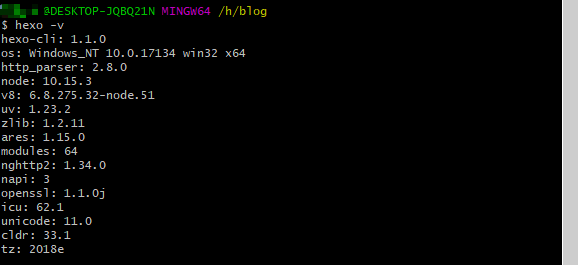 @DESKTOP-JQBQ21N MINGW64 /h/blog
$ hexo -v
hexo-cli: 1.1.0
os: Windows_NT 10.0.17134 win32 x64
http_parser: 2.8.0
node: 10.15.3
v8: 6.8.275.32-node.51
uv: 1.23.2
zlib: 1.2.11
ares: 1.15.0
modules: 64
nghttp2: 1.34.0
napi: 3
openssl: 1.1.0j
icu: 62.1
unicode: 11.0
cldr: 33.1
tz: 2018e